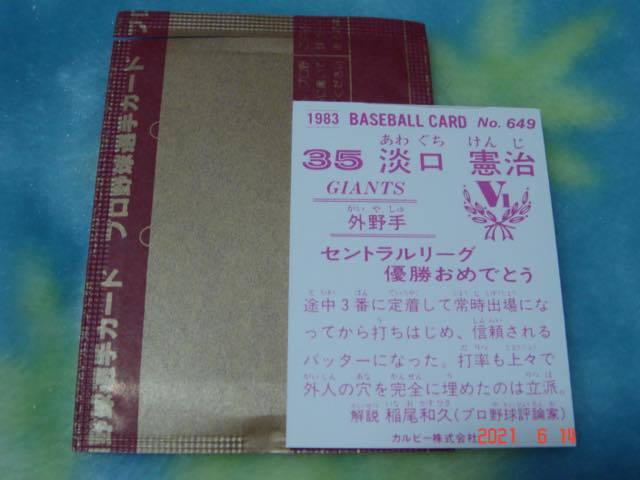 プロ野球選手カード プロ
野球選手カード
1983 BASEBALL CARD No. 649
あわ ぐち けん じ
35 淡口 憲治
GIANTS
V1
がい や しゅ
外野手
セントラルリーグ
優勝おめでとう
途中3番に定着して常時出場にな
ってから打ちはじめ、信頼される
バッターになった。打率も上々で
外人の穴を完全に埋めたのは立派。
解説 稲尾和久(プロ野球評論家)
カルビー株式会社
2021 6 14